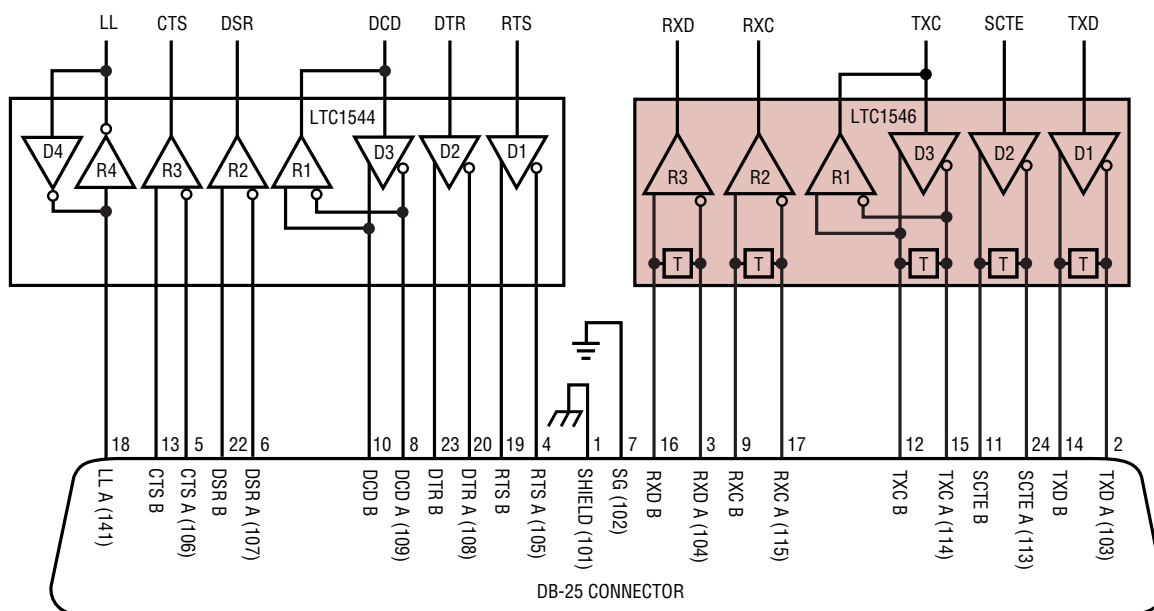 LL CTS DSR DCD DTR RTS RXD RXC TXC SCTE TXD
LTC1544 LTC1546
D4 R4 R3 R2 R1 D3 D2 D1 R3 R2 R1 D3 D2 D1
T T T T T
18 13 5 22 6 10 8 23 20 19 4 1 7 16 3 9 17 12 15 11 24 14 2
LL A (141)
CTS B
CTS A (106)
DSR B
DSR A (107)
DCD B
DCD A (109)
DTR B
DTR A (108)
RTS B
RTS A (105)
SHIELD (101)
SG (102)
RXD B
RXD A (104)
RXC B
RXC A (115)
TXC B
TXC A (114)
SCTE B
SCTE A (113)
TXD B
TXD A (103)
DB-25 CONNECTOR